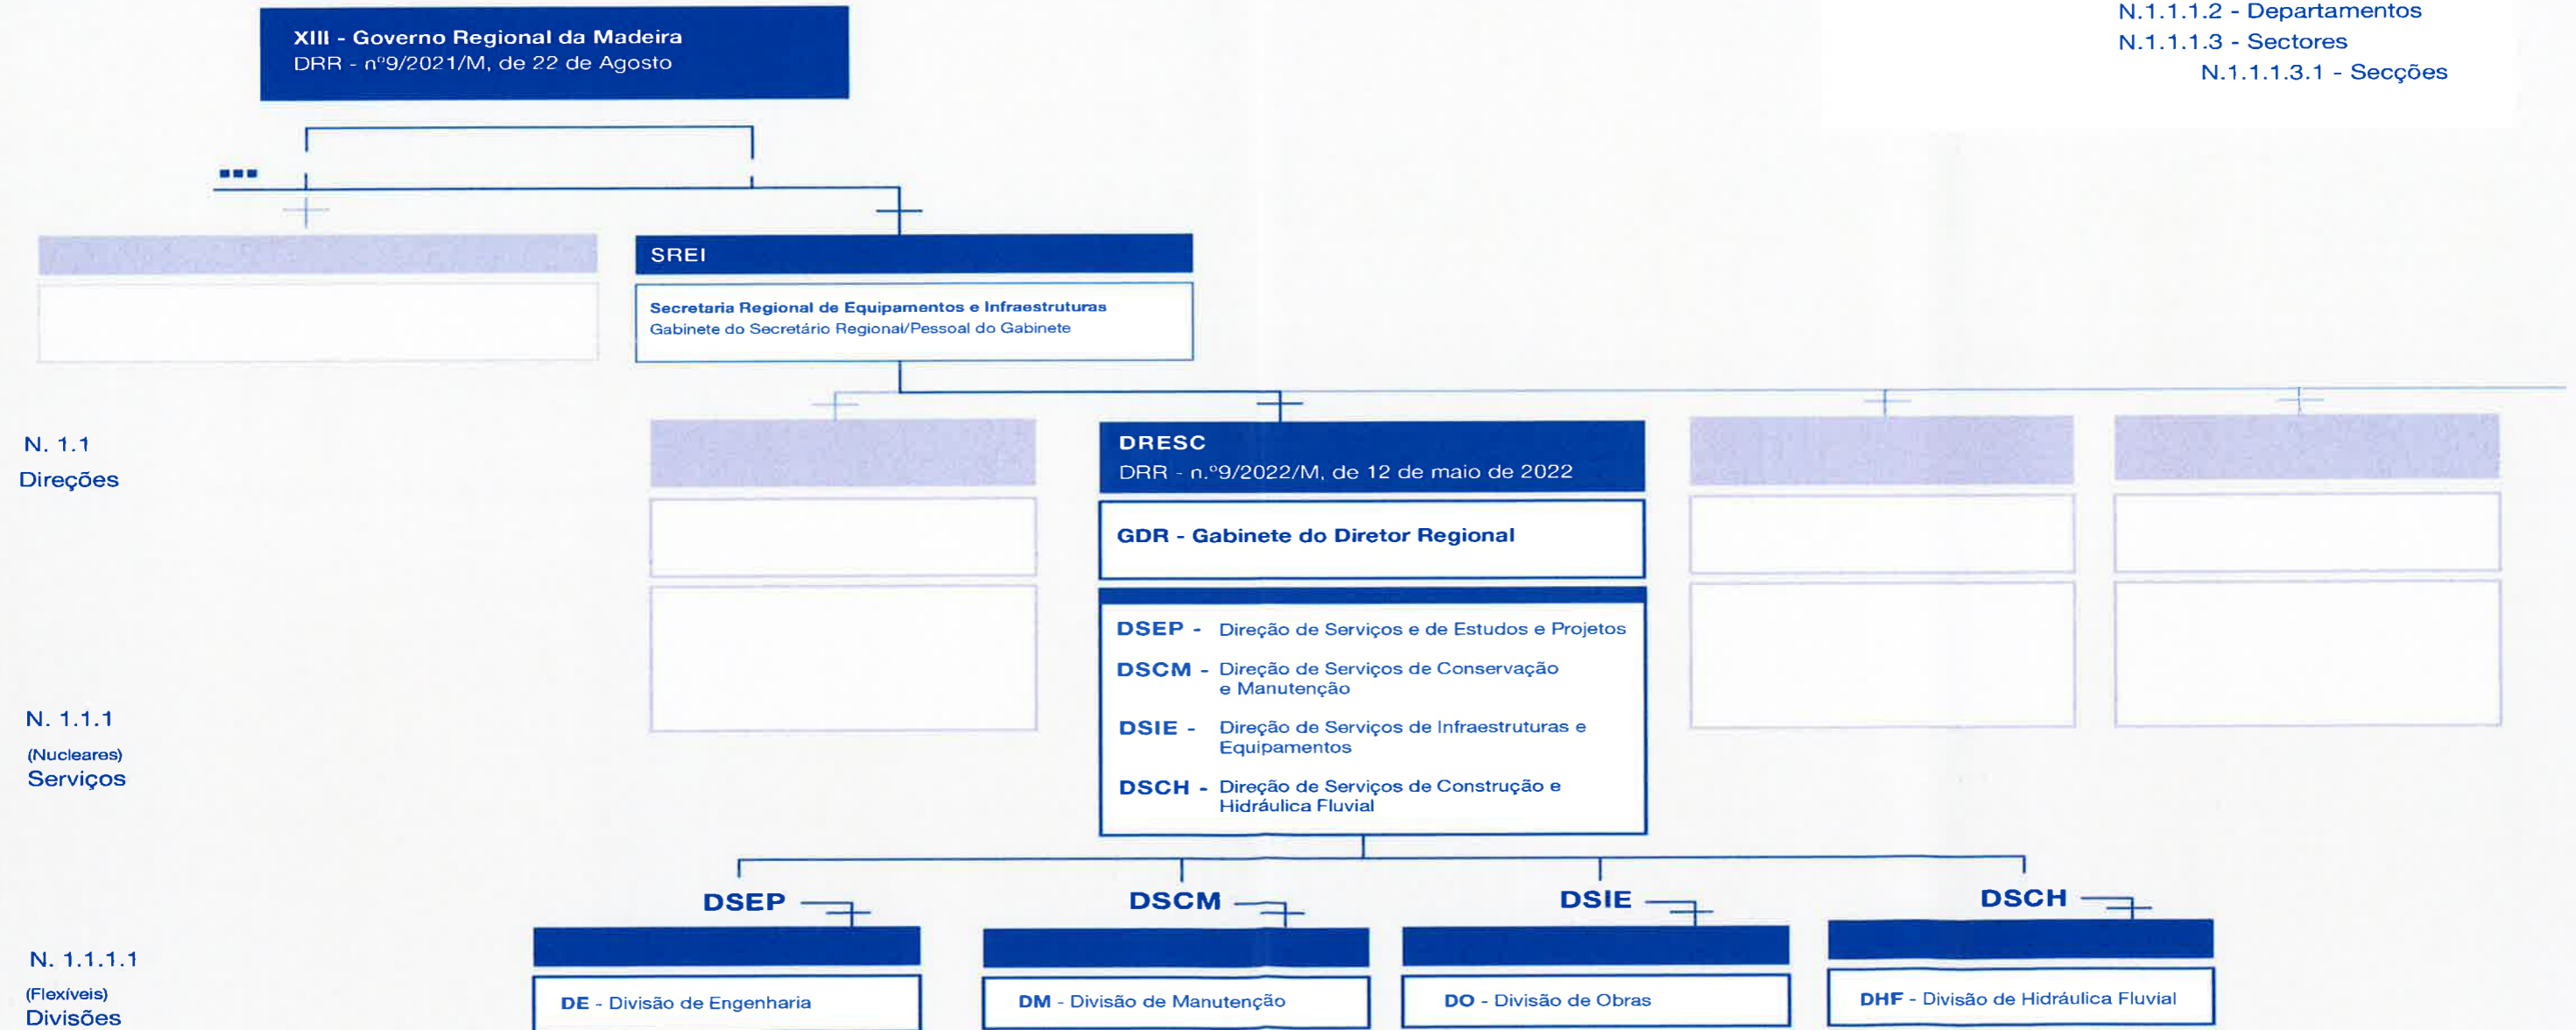 N.1.1.1.2 - Departamentos
N.1.1.1.3 - Sectores
N.1.1.1.3.1 - Secções
XIII - Governo Regional da Madeira
DRR - nº9/2021/M, de 22 de Agosto
...
SREI
Secretaria Regional de Equipamentos e Infraestruturas
Gabinete do Secretário Regional/Pessoal do Gabinete
N. 1.1
Direções
DRESC
DRR - n.º9/2022/M, de 12 de maio de 2022
GDR - Gabinete do Diretor Regional
DSEP - Direção de Serviços e de Estudos e Projetos
DSCM - Direção de Serviços de Conservação
e Manutenção
DSIE - Direção de Serviços de Infraestruturas e
Equipamentos
DSCH - Direção de Serviços de Construção e
Hidráulica Fluvial
N. 1.1.1
(Nucleares)
Serviços
DSEP
DSCM
DSIE
DSCH
N. 1.1.1.1
(Flexíveis)
Divisões
DE - Divisão de Engenharia
DM - Divisão de Manutenção
DO - Divisão de Obras
DHF - Divisão de Hidráulica Fluvial